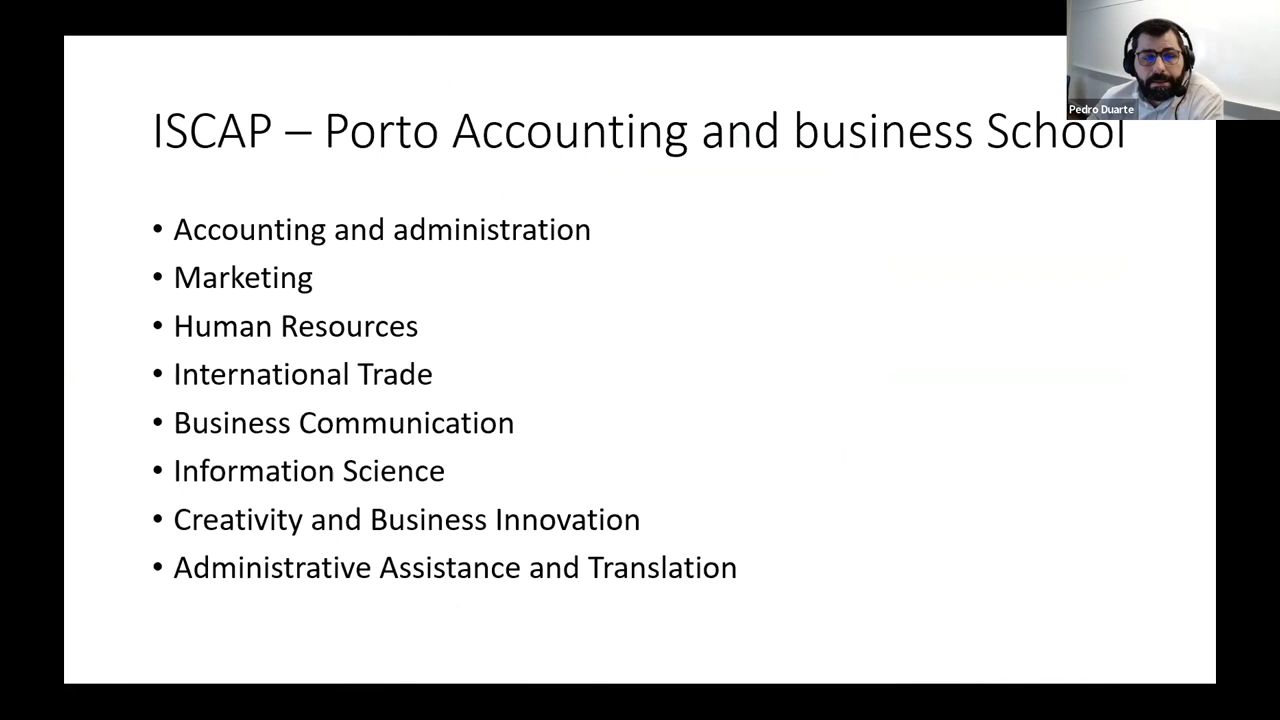 ISCAP – Porto Accounting and business School
Pedro Duarte
• Accounting and administration
• Marketing
• Human Resources
• International Trade
• Business Communication
• Information Science
• Creativity and Business Innovation
• Administrative Assistance and Translation